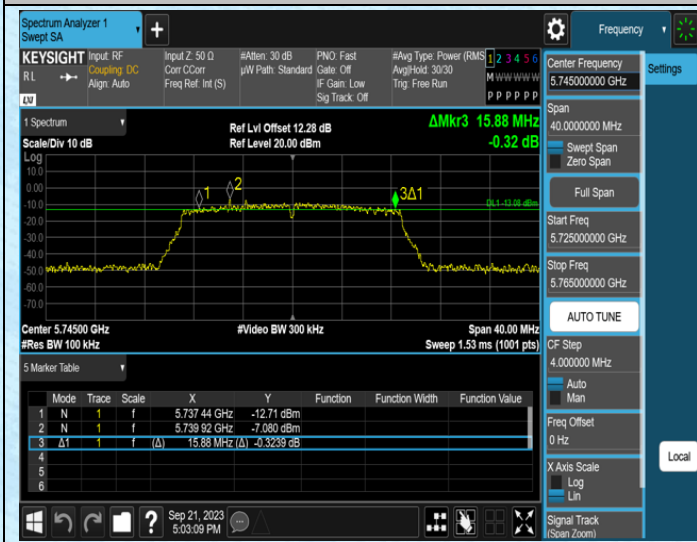 Spectrum Analyzer 1
Swept SA
Frequency
KEYSIGHT
RL
LXI
Input: RF
Coupling: DC
Align: Auto
Input Z: 50 Ω
Corr CCorr
Freq Ref: Int (S)
#Atten: 30 dB
µW Path: Standard
PNO: Fast
Gate: Off
IF Gain: Low
Sig Track: Off
#Avg Type: Power (RMS
Avg|Hold: 30/30
Trig: Free Run
1 2 3 4 5 6
M W W W W W
P P P P P P
Center Frequency
5.745000000 GHz
Settings
Span
40.0000000 MHz
Swept Span
Zero Span
Full Span
Start Freq
5.725000000 GHz
Stop Freq
5.765000000 GHz
AUTO TUNE
CF Step
4.000000 MHz
Auto
Man
Freq Offset
0 Hz
X Axis Scale
Log
Lin
Signal Track
(Span Zoom)
Local
1 Spectrum
Scale/Div 10 dB
Ref Lvl Offset 12.28 dB
Ref Level 20.00 dBm
ΔMkr3 15.88 MHz
-0.32 dB
Log
10.0
0.00
-10.0
-20.0
-30.0
-40.0
-50.0
-60.0
-70.0
1
2
3Δ1
DL1 -13.08 dBm
Center 5.74500 GHz
#Video BW 300 kHz
Span 40.00 MHz
#Res BW 100 kHz
Sweep 1.53 ms (1001 pts)
5 Marker Table
Mode Trace Scale X Y Function Function Width Function Value
1 N 1 f 5.737 44 GHz -12.71 dBm
2 N 1 f 5.739 92 GHz -7.080 dBm
3 Δ1 1 f (Δ) 15.88 MHz (Δ) -0.3239 dB
4
5
6
?
Sep 21, 2023
5:03:09 PM